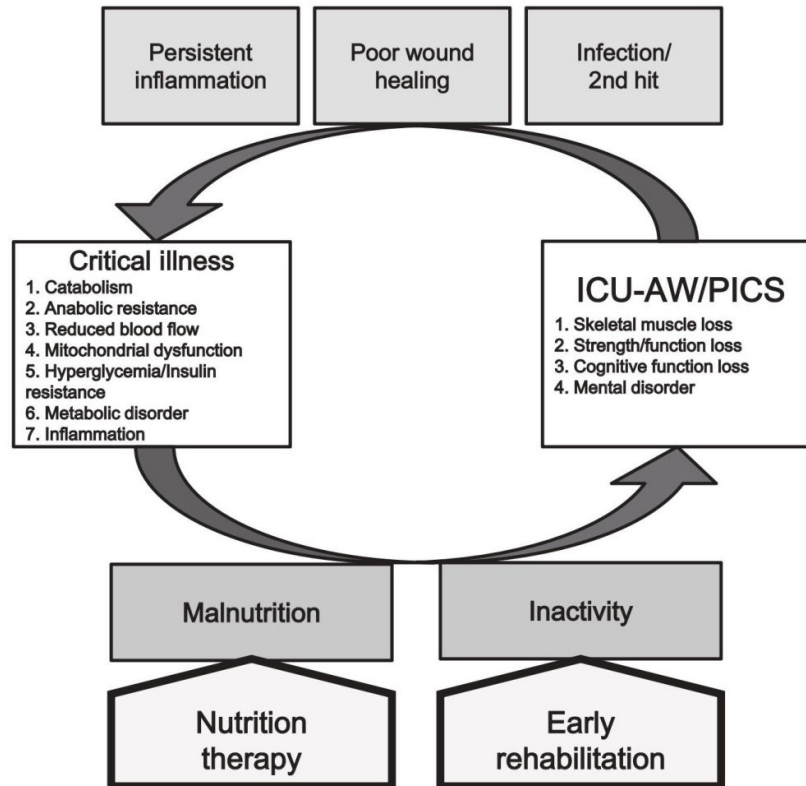 Persistent
inflammation
Poor wound
healing
Infection/
2nd hit
Critical illness
1. Catabolism
2. Anabolic resistance
3. Reduced blood flow
4. Mitochondrial dysfunction
5. Hyperglycemia/Insulin
resistance
6. Metabolic disorder
7. Inflammation
ICU-AW/PICS
1. Skeletal muscle loss
2. Strength/function loss
3. Cognitive function loss
4. Mental disorder
Malnutrition
Inactivity
Nutrition
therapy
Early
rehabilitation